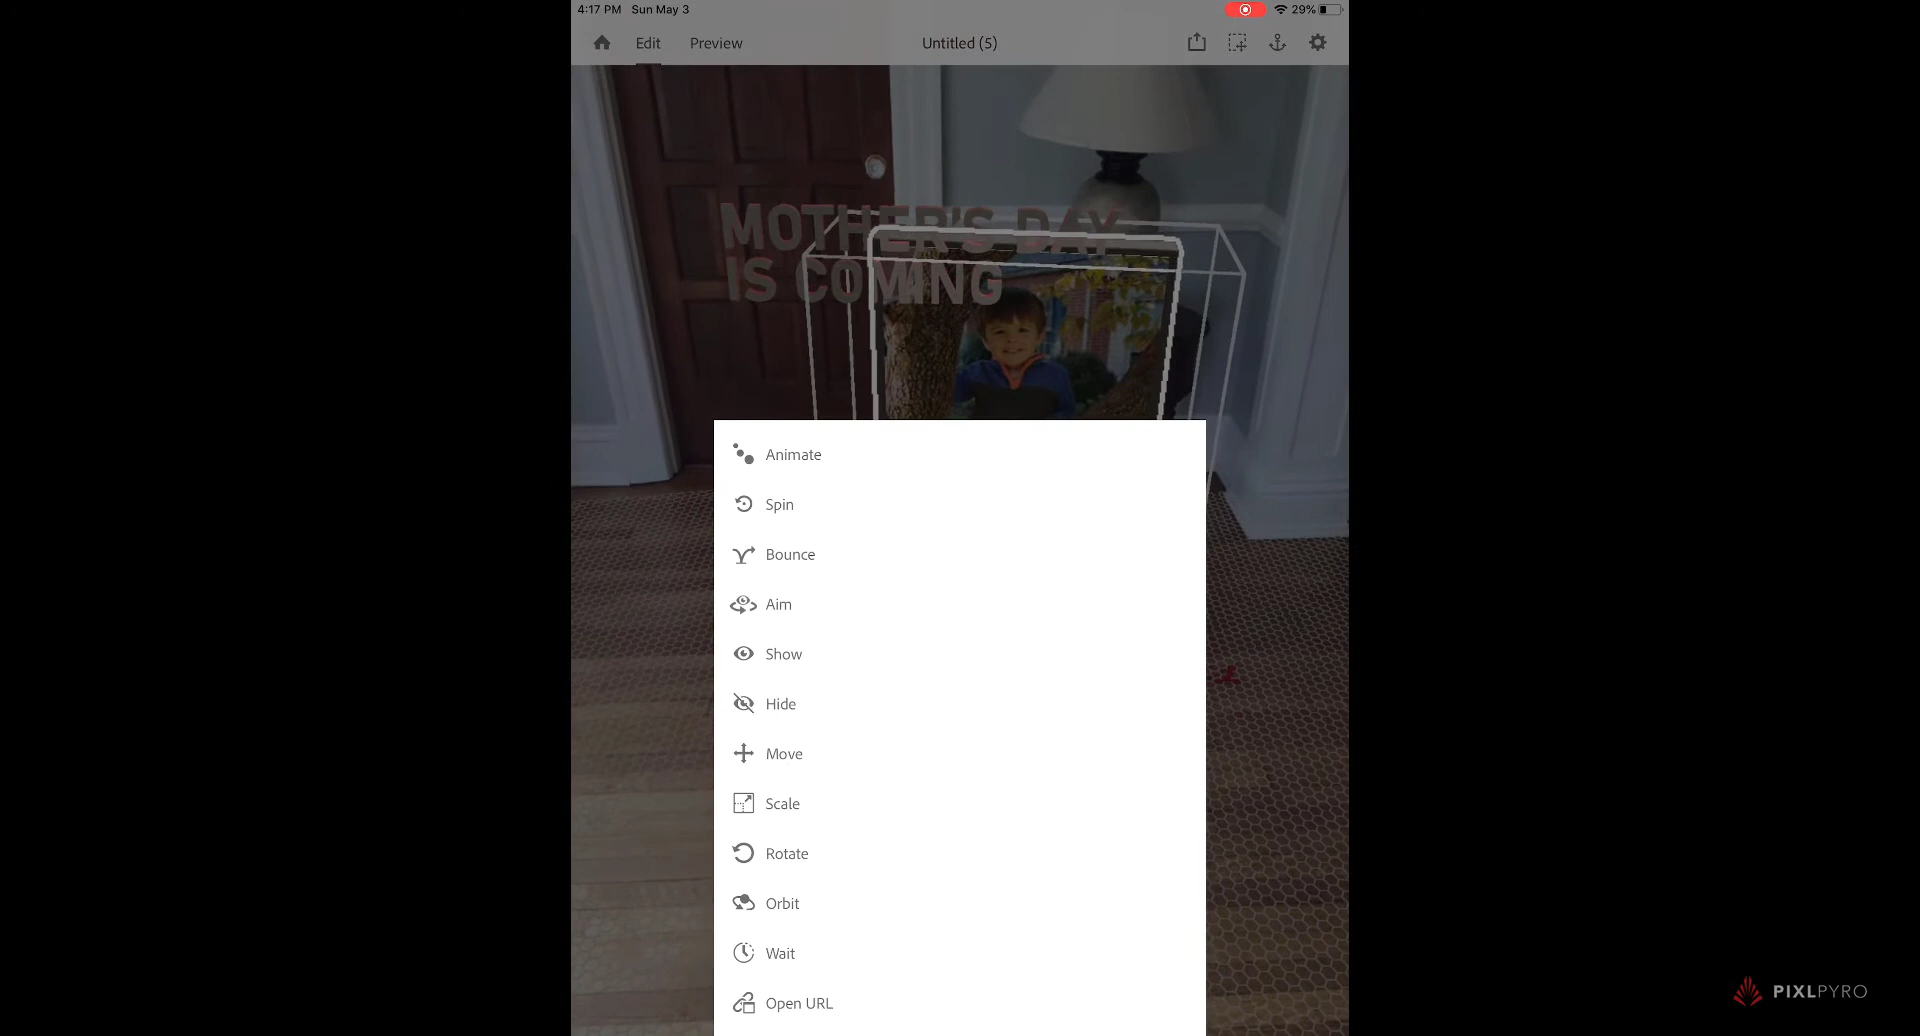 4:17 PM Sun May 3
29%
Edit Preview Untitled (5)
MOTHER'S DAY
IS COMING
Animate
Spin
Bounce
Aim
Show
Hide
Move
Scale
Rotate
Orbit
Wait
Open URL
PIXLPYRO